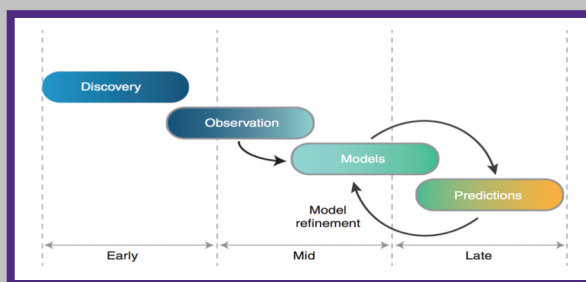 Discovery
Observation
Models
Predictions
Model
refinement
Early
Mid
Late